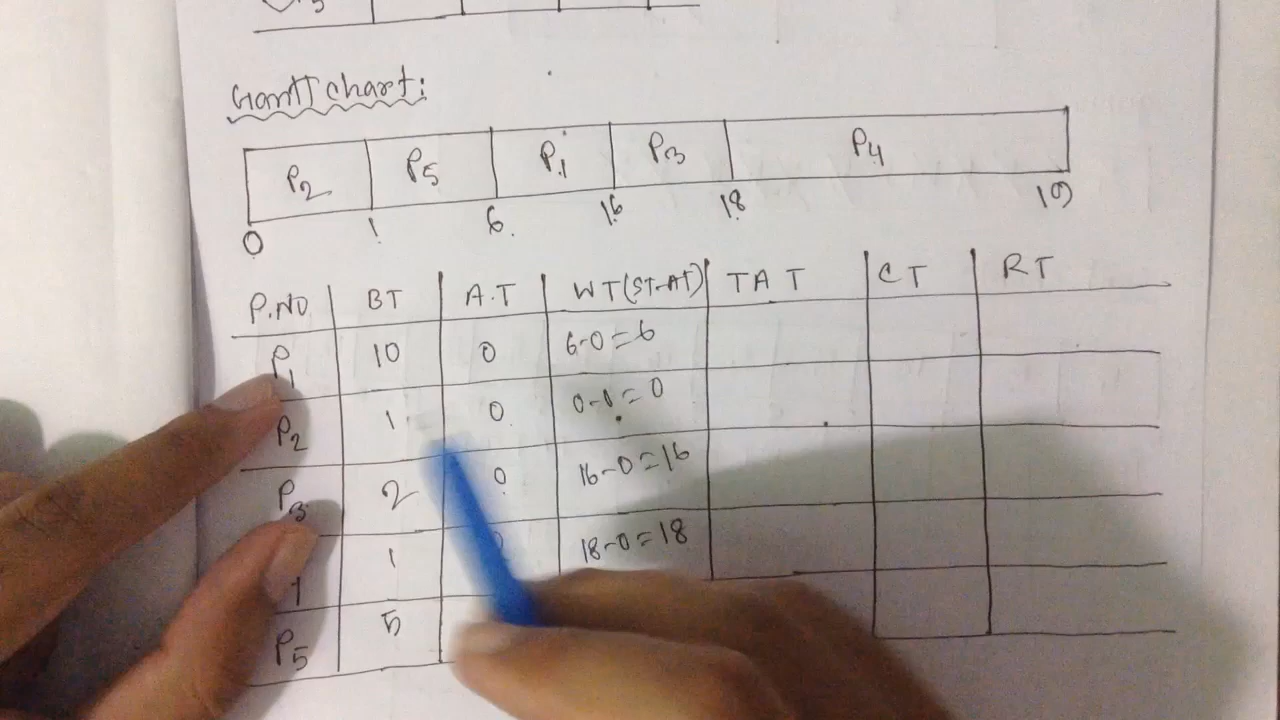 Gantt chart:
P2 P5 P1 P3 P4
0 1 6 16 18 19
P.NO BT A.T WT(ST-AT) TAT CT RT
P1 10 0 6-0=6
P2 1 0 0-0=0
P3 2 0 16-0=16
1 18-0=18
P5 5